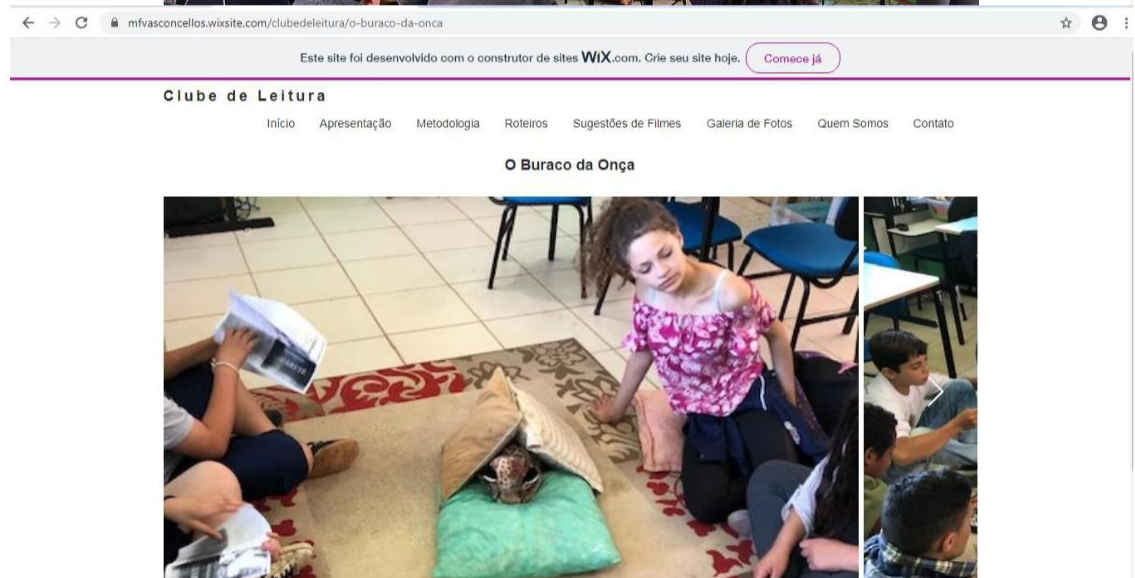 mfvasconcellos.wixsite.com/clubedeleitura/o-buraco-da-onca
Este site foi desenvolvido com o construtor de sites WiX.com. Crie seu site hoje. Comece já
Clube de Leitura
Início Apresentação Metodologia Roteiros Sugestões de Filmes Galeria de Fotos Quem Somos Contato
O Buraco da Onça